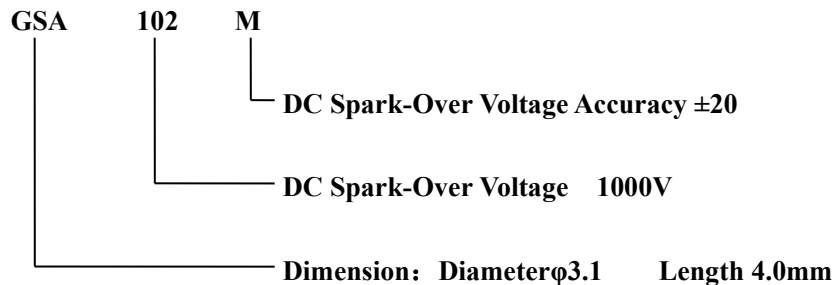 GSA 102 M
DC Spark-Over Voltage Accuracy ±20
DC Spark-Over Voltage 1000V
Dimension：Diameterφ3.1 Length 4.0mm